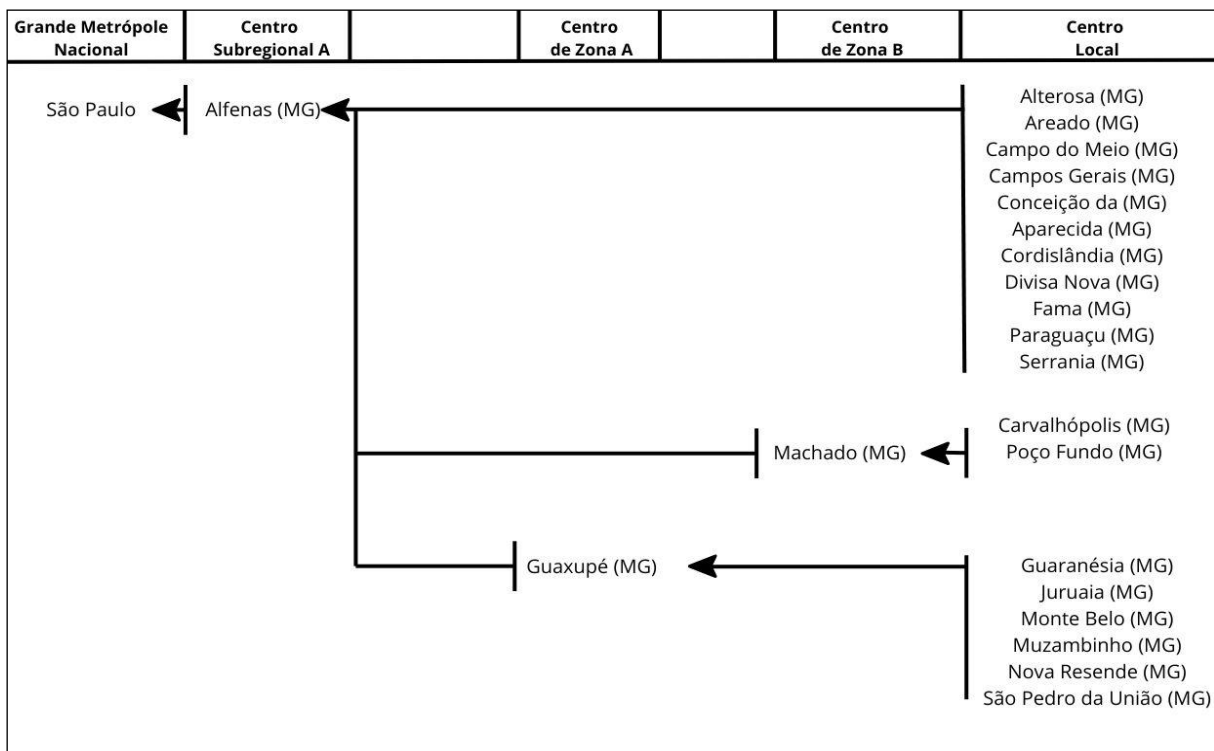 Grande Metrópole
Nacional
Centro
Subregional A
Centro
de Zona A
Centro
de Zona B
Centro
Local
São Paulo
Alfenas (MG)
Alterosa (MG)
Areado (MG)
Campo do Meio (MG)
Campos Gerais (MG)
Conceição da (MG)
Aparecida (MG)
Cordislândia (MG)
Divisa Nova (MG)
Fama (MG)
Paraguaçu (MG)
Serrania (MG)
Machado (MG)
Carvalhópolis (MG)
Poço Fundo (MG)
Guaxupé (MG)
Guaranésia (MG)
Juruaia (MG)
Monte Belo (MG)
Muzambinho (MG)
Nova Resende (MG)
São Pedro da União (MG)